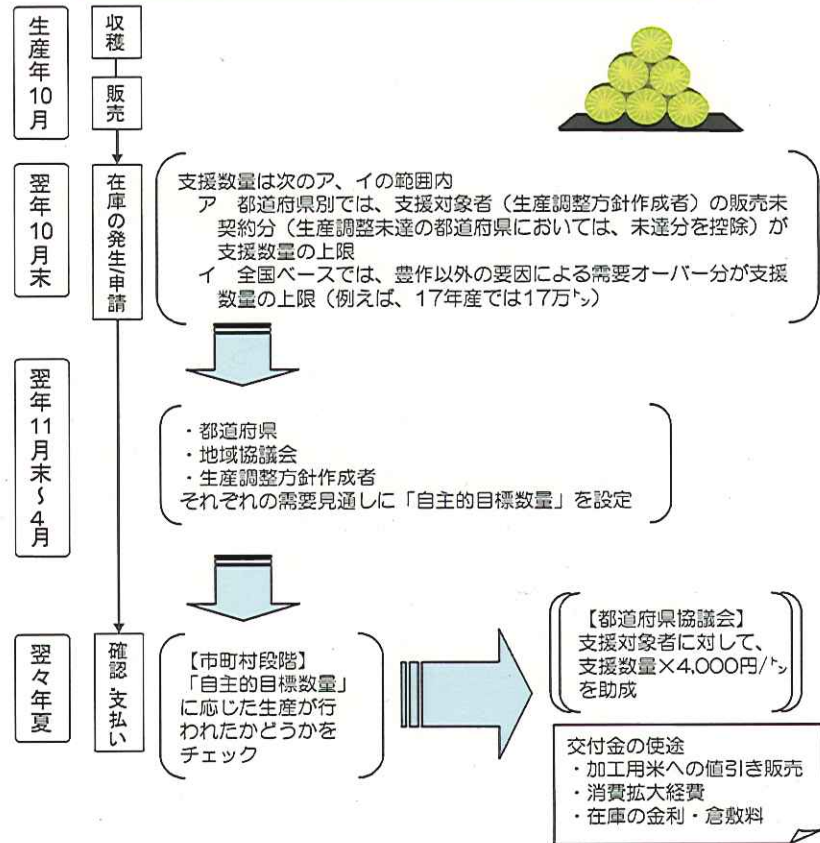 生産年10月
収穫
販売
翌年10月末
在庫の発生/申請
支援数量は次のア、イの範囲内
ア 都道府県別では、支援対象者（生産調整方針作成者）の販売未
契約分（生産調整未達の都道府県においては、未達分を控除）が
支援数量の上限
イ 全国ベースでは、豊作以外の要因による需要オーバー分が支援
数量の上限（例えば、17年産では17万㌧）
翌年11月末～4月
・都道府県
・地域協議会
・生産調整方針作成者
それぞれの需要見通しに「自主的目標数量」を設定
翌々年夏
確認・支払い
【市町村段階】
「自主的目標数量」
に応じた生産が行
われたかどうかを
チェック
【都道府県協議会】
支援対象者に対して、
支援数量×4,000円/㌧
を助成
交付金の使途
・加工用米への値引き販売
・消費拡大経費
・在庫の金利・倉敷料